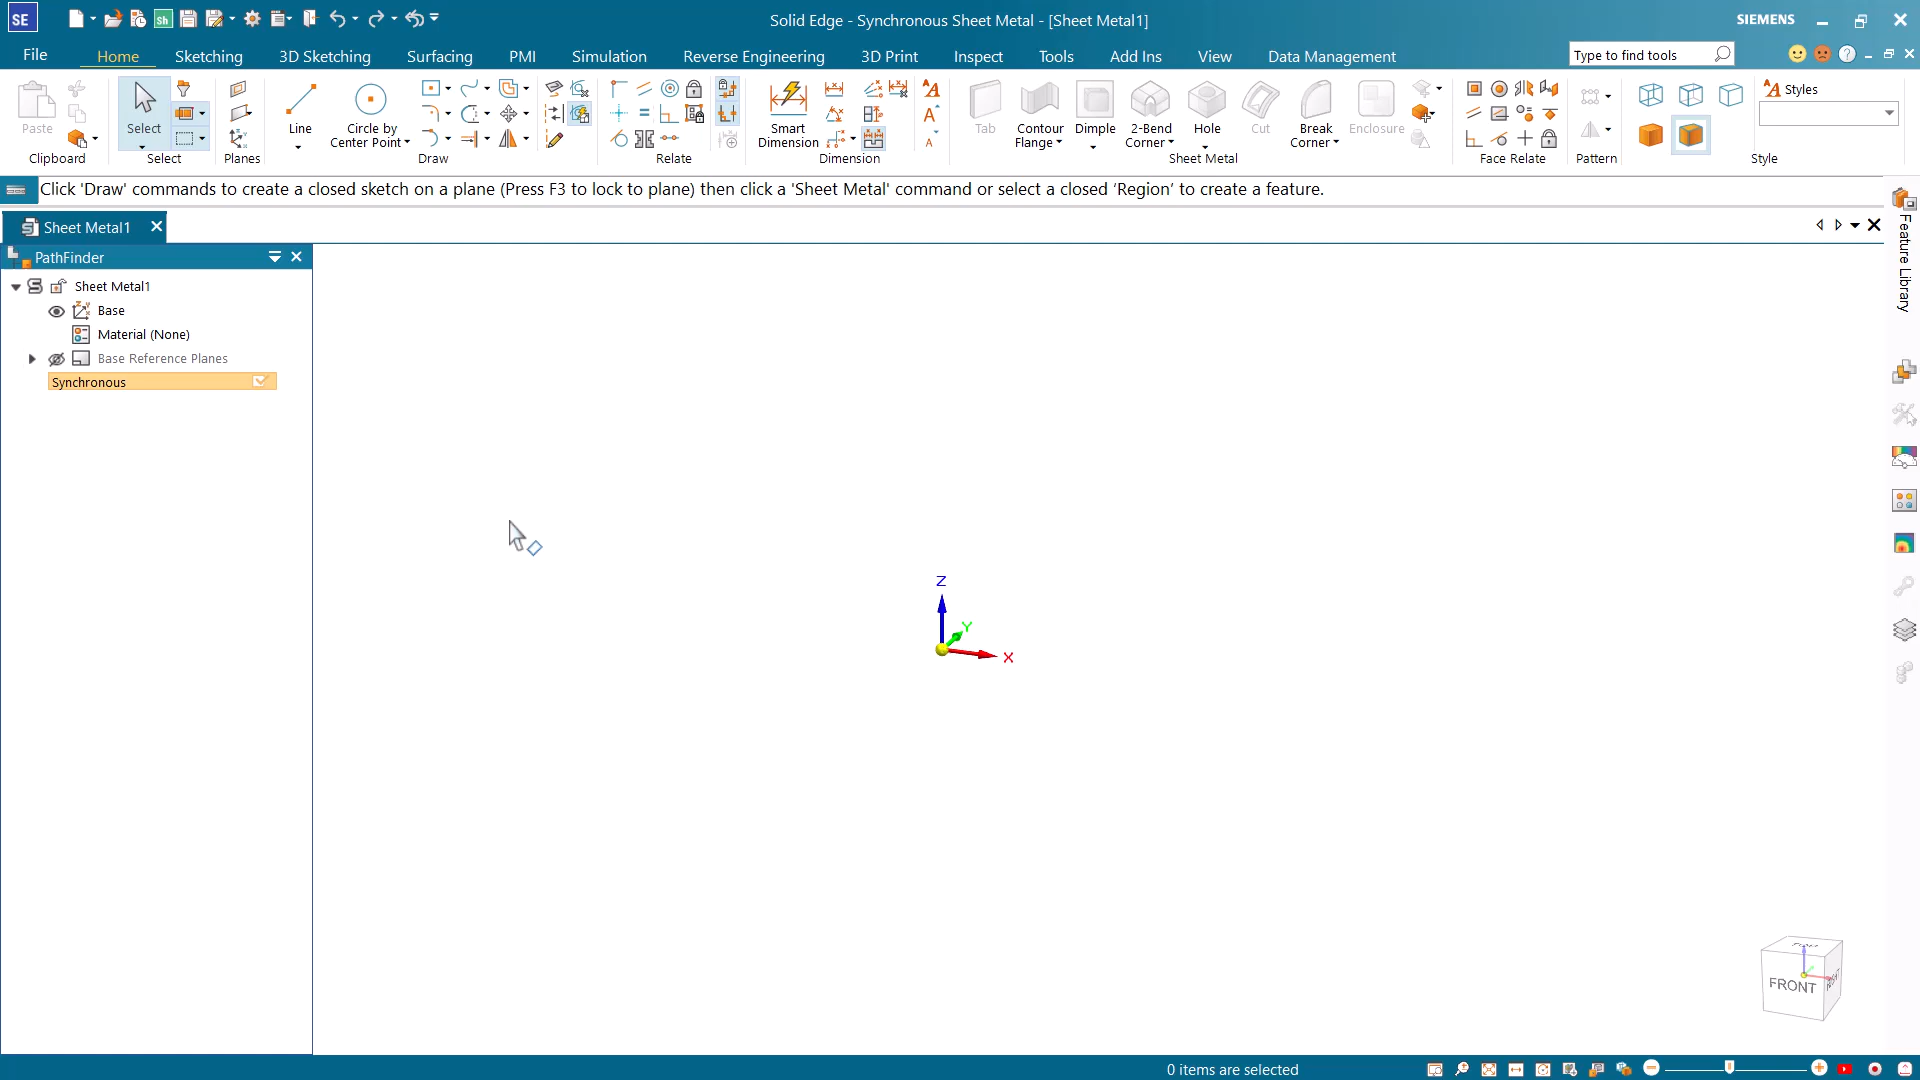 SE
Sh
Solid Edge - Synchronous Sheet Metal - [Sheet Metal1]
SIEMENS
File
Home
Sketching
3D Sketching
Surfacing
PMI
Simulation
Reverse Engineering
3D Print
Inspect
Tools
Add Ins
View
Data Management
Type to find tools
Paste
Clipboard
Select
Select
Planes
Line
Circle by
Center Point
Draw
Relate
Smart
Dimension
Dimension
Tab
Contour
Flange
Dimple
2-Bend
Corner
Hole
Cut
Break
Corner
Enclosure
Sheet Metal
Face Relate
Pattern
Styles
Style
Click 'Draw' commands to create a closed sketch on a plane (Press F3 to lock to plane) then click a 'Sheet Metal' command or select a closed ‘Region’ to create a feature.
Sheet Metal1
PathFinder
Sheet Metal1
Base
Material (None)
Base Reference Planes
Synchronous
Feature Library
Z
Y
X
FRONT
RIGHT
0 items are selected